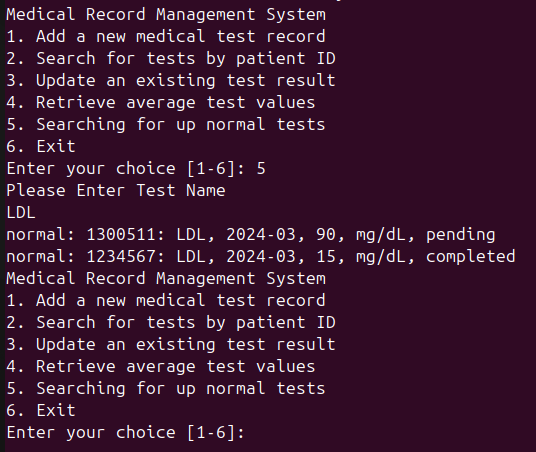 Medical Record Management System
1. Add a new medical test record
2. Search for tests by patient ID
3. Update an existing test result
4. Retrieve average test values
5. Searching for up normal tests
6. Exit
Enter your choice [1-6]: 5
Please Enter Test Name
LDL
normal: 1300511: LDL, 2024-03, 90, mg/dL, pending
normal: 1234567: LDL, 2024-03, 15, mg/dL, completed
Medical Record Management System
1. Add a new medical test record
2. Search for tests by patient ID
3. Update an existing test result
4. Retrieve average test values
5. Searching for up normal tests
6. Exit
Enter your choice [1-6]: